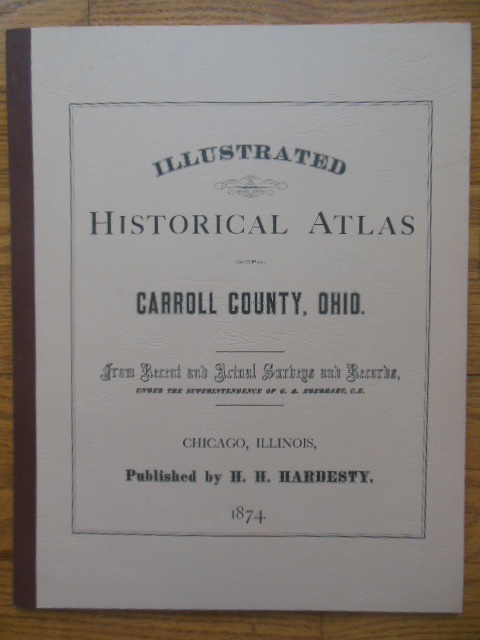 ILLUSTRATED
HISTORICAL ATLAS
OF
CARROLL COUNTY, OHIO.
From Recent and Actual Surveys and Records,
UNDER THE SUPERINTENDENCE OF G. A. EBERHART, C.E.
CHICAGO, ILLINOIS,
Published by H. H. HARDESTY.
1874